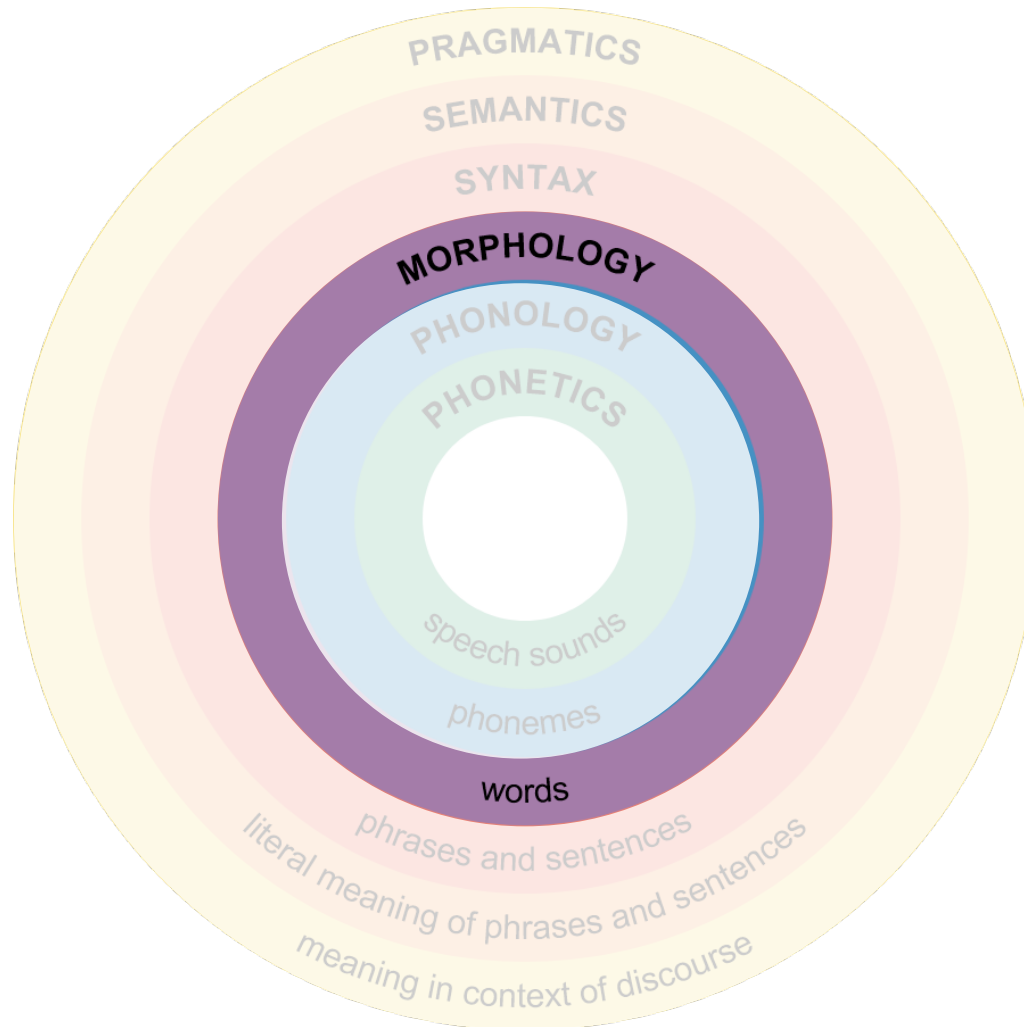 PRAGMATICS
SEMANTICS
SYNTAX
MORPHOLOGY
PHONOLOGY
PHONETICS
speech sounds
phonemes
words
phrases and sentences
literal meaning of phrases and sentences
meaning in context of discourse